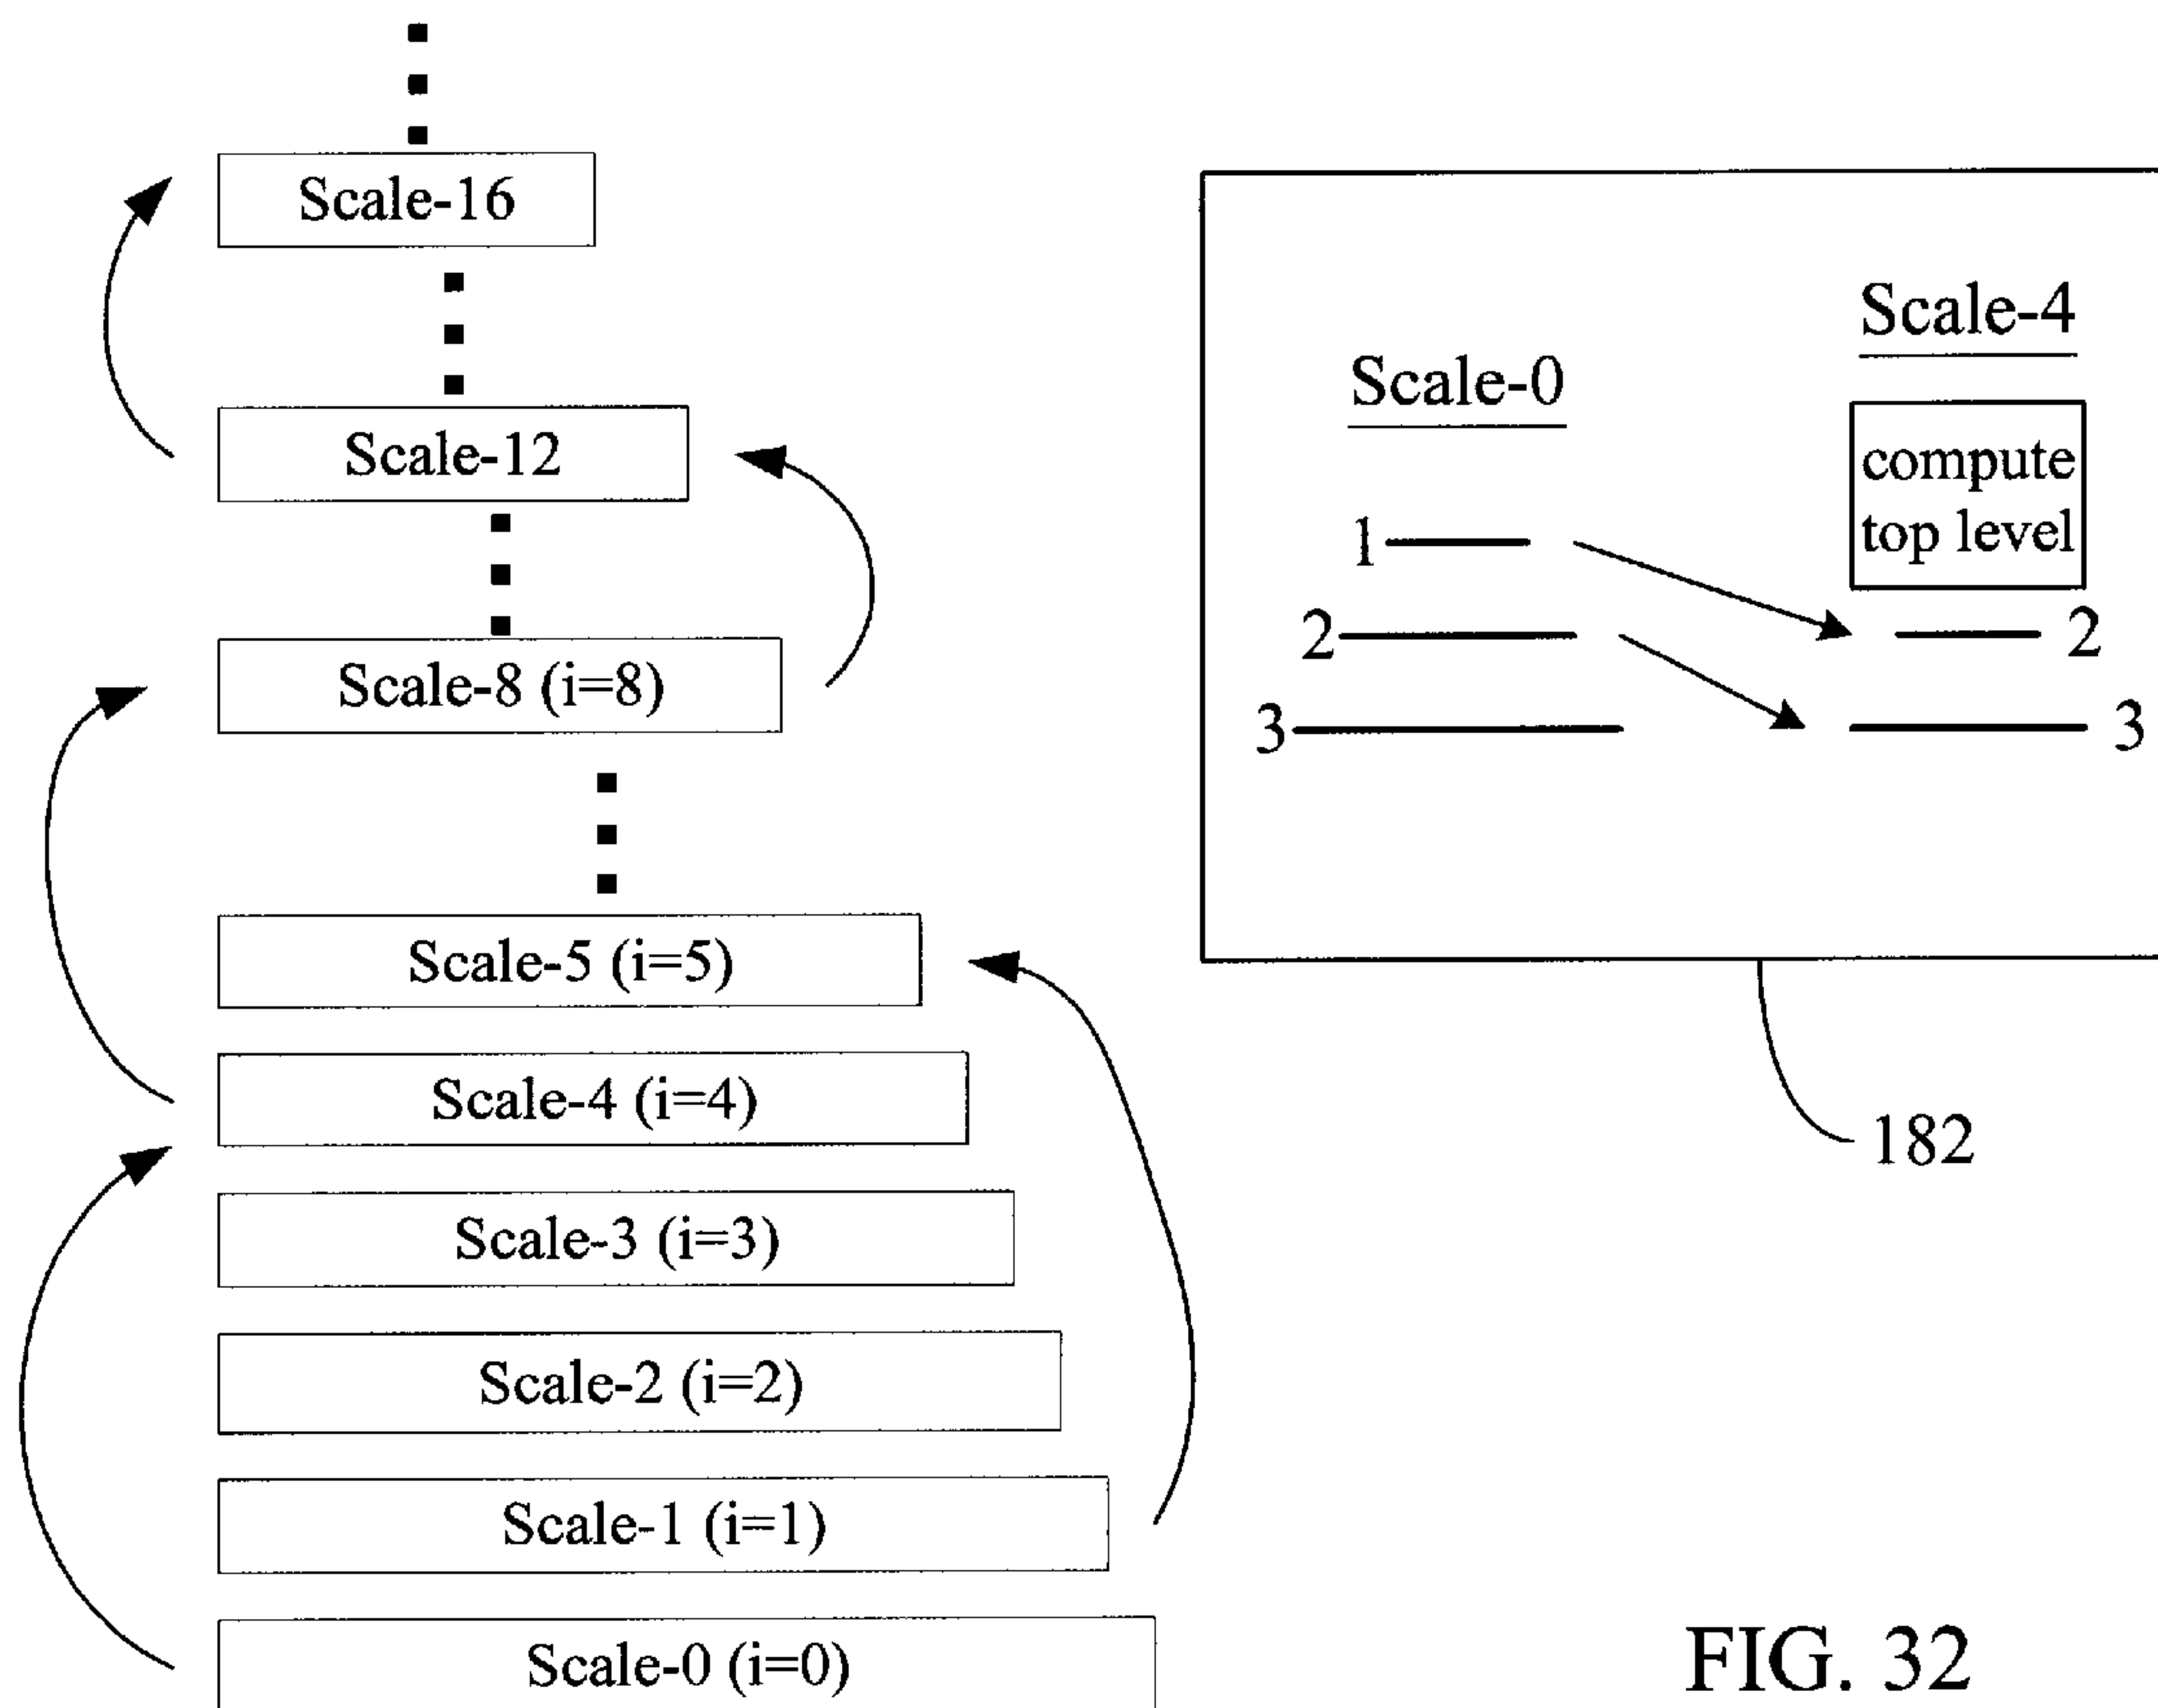 Scale-16
Scale-12
Scale-8 (i=8)
Scale-5 (i=5)
Scale-4 (i=4)
Scale-3 (i=3)
Scale-2 (i=2)
Scale-1 (i=1)
Scale-0 (i=0)
Scale-0
1
2
3
Scale-4
compute
top level
2
3
182
FIG. 32